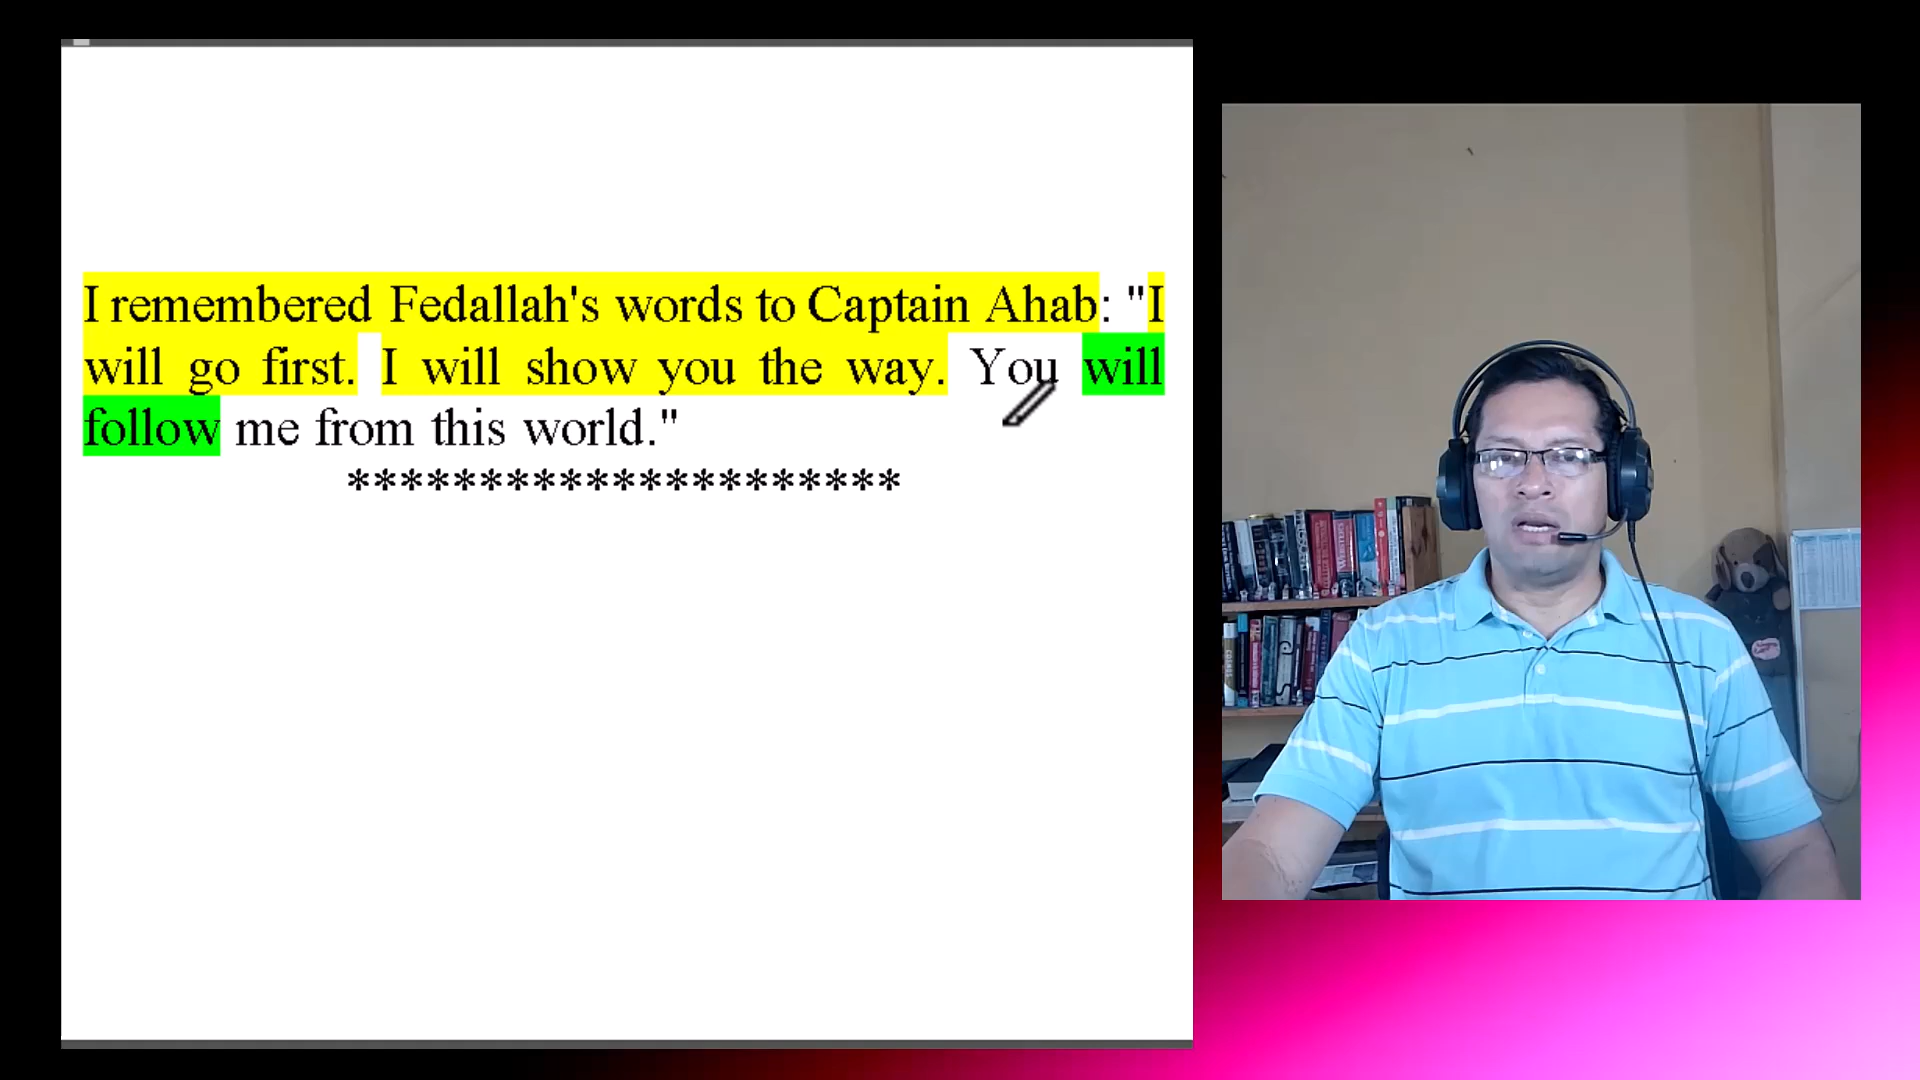 I remembered Fedallah's words to Captain Ahab: "I
will go first. I will show you the way. You will
follow me from this world."
*********************